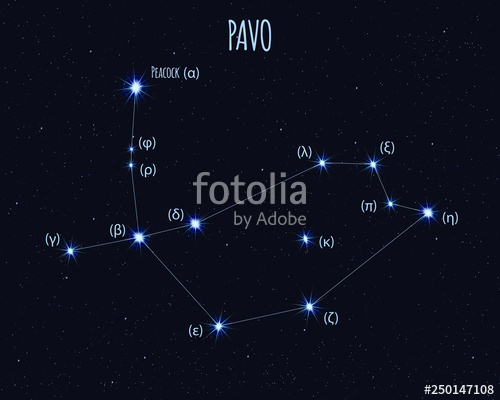 PAVO
PEACOCK (α)
(φ)
(ρ)
(λ)
(ξ)
(π)
(η)
(δ)
(β)
(γ)
(κ)
(ε)
(ζ)
fotolia
by Adobe
#250147108